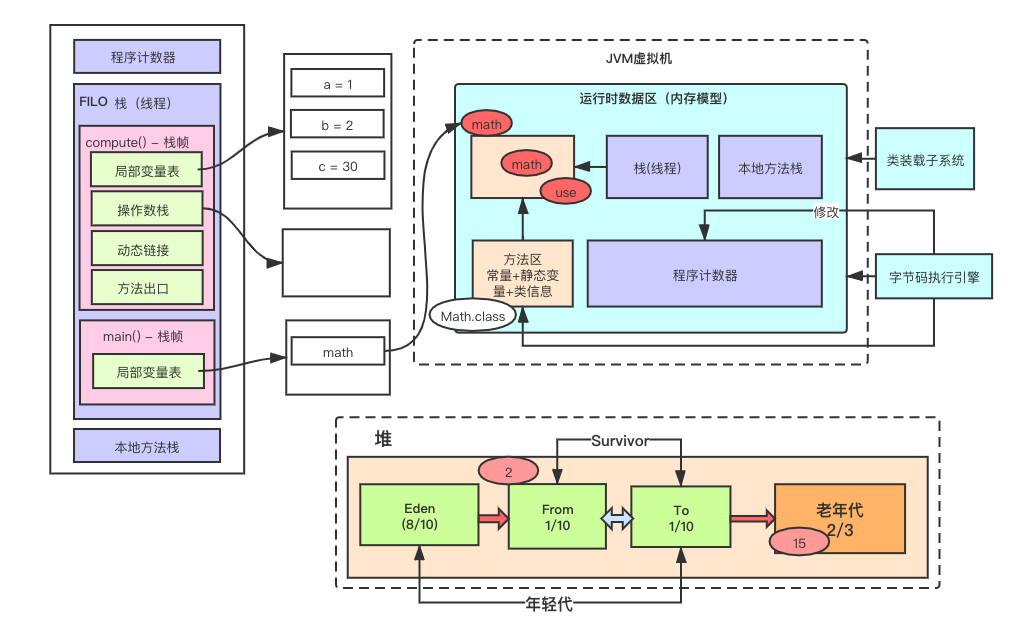 程序计数器
FILO 栈（线程）
compute() – 栈帧
局部变量表
操作数栈
动态链接
方法出口
main() – 栈帧
局部变量表
本地方法栈
a = 1
b = 2
c = 30
math
JVM虚拟机
运行时数据区（内存模型）
math
math
use
栈(线程)
本地方法栈
方法区
常量+静态变
量+类信息
Math.class
程序计数器
修改
类装载子系统
字节码执行引擎
堆
Survivor
2
Eden
(8/10)
From
1/10
To
1/10
老年代
2/3
15
年轻代